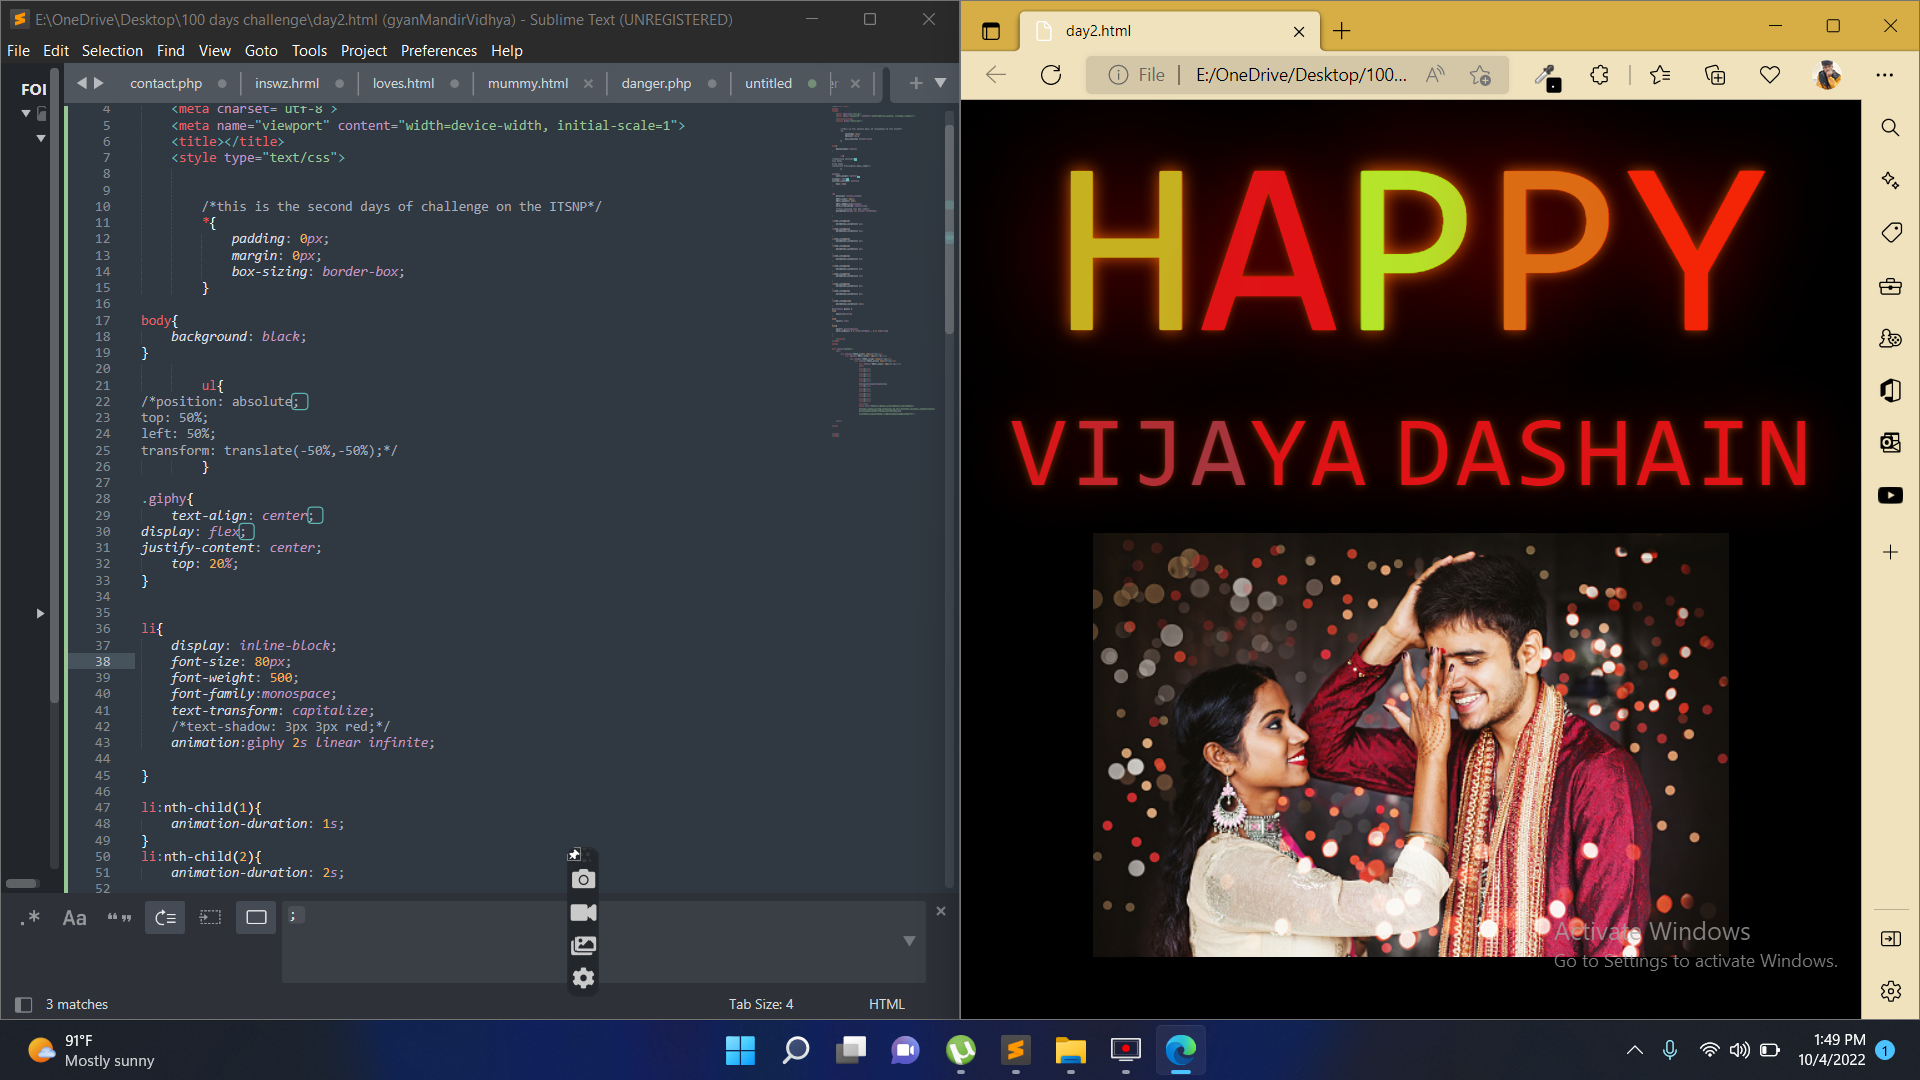 E:\OneDrive\Desktop\100 days challenge\day2.html (gyanMandirVidhya) - Sublime Text (UNREGISTERED)
File Edit Selection Find View Goto Tools Project Preferences Help
FOl
contact.php inswz.hrml loves.html mummy.html danger.php untitled
4 <meta charset="utf-8">
5 <meta name="viewport" content="width=device-width, initial-scale=1">
6 <title></title>
7 <style type="text/css">
8
9
10 /*this is the second days of challenge on the ITSNP*/
11 *{
12 padding: 0px;
13 margin: 0px;
14 box-sizing: border-box;
15 }
16
17 body{
18 background: black;
19 }
20
21 ul{
22 /*position: absolute;
23 top: 50%;
24 left: 50%;
25 transform: translate(-50%,-50%);*/
26 }
27
28 .giphy{
29 text-align: center;
30 display: flex;
31 justify-content: center;
32 top: 20%;
33 }
34
35
36 li{
37 display: inline-block;
38 font-size: 80px;
39 font-weight: 500;
40 font-family:monospace;
41 text-transform: capitalize;
42 /*text-shadow: 3px 3px red;*/
43 animation:giphy 2s linear infinite;
44
45 }
46
47 li:nth-child(1){
48 animation-duration: 1s;
49 }
50 li:nth-child(2){
51 animation-duration: 2s;
52
.* Aa “” ;
3 matches Tab Size: 4 HTML
day2.html
File E:/OneDrive/Desktop/100...
HAPPY
VIJAYA DASHAIN
Activate Windows
Go to Settings to activate Windows.
91°F
Mostly sunny
1:49 PM
10/4/2022 1